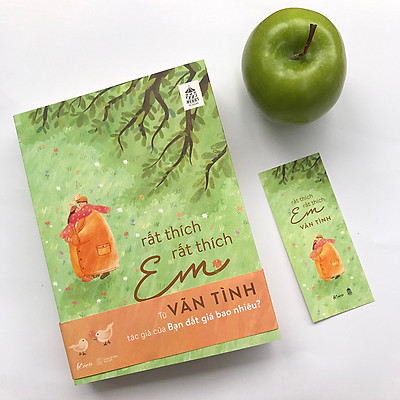 rất thích
rất thích
Em
Từ
VÃN TÌNH
tác giả của Bạn đắt giá bao nhiêu?
rất thích
rất thích
Em
VÃN TÌNH